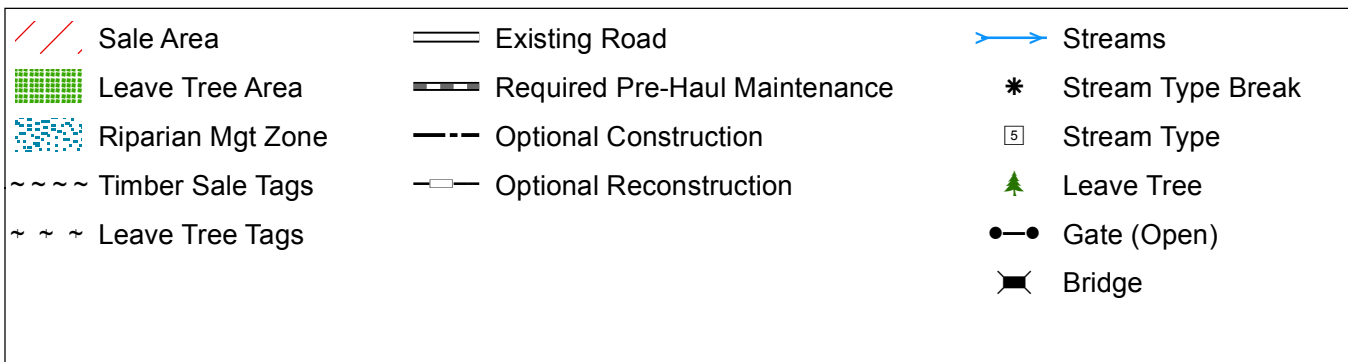 Sale Area
Leave Tree Area
Riparian Mgt Zone
Timber Sale Tags
Leave Tree Tags
Existing Road
Required Pre-Haul Maintenance
Optional Construction
Optional Reconstruction
Streams
Stream Type Break
5 Stream Type
Leave Tree
Gate (Open)
Bridge